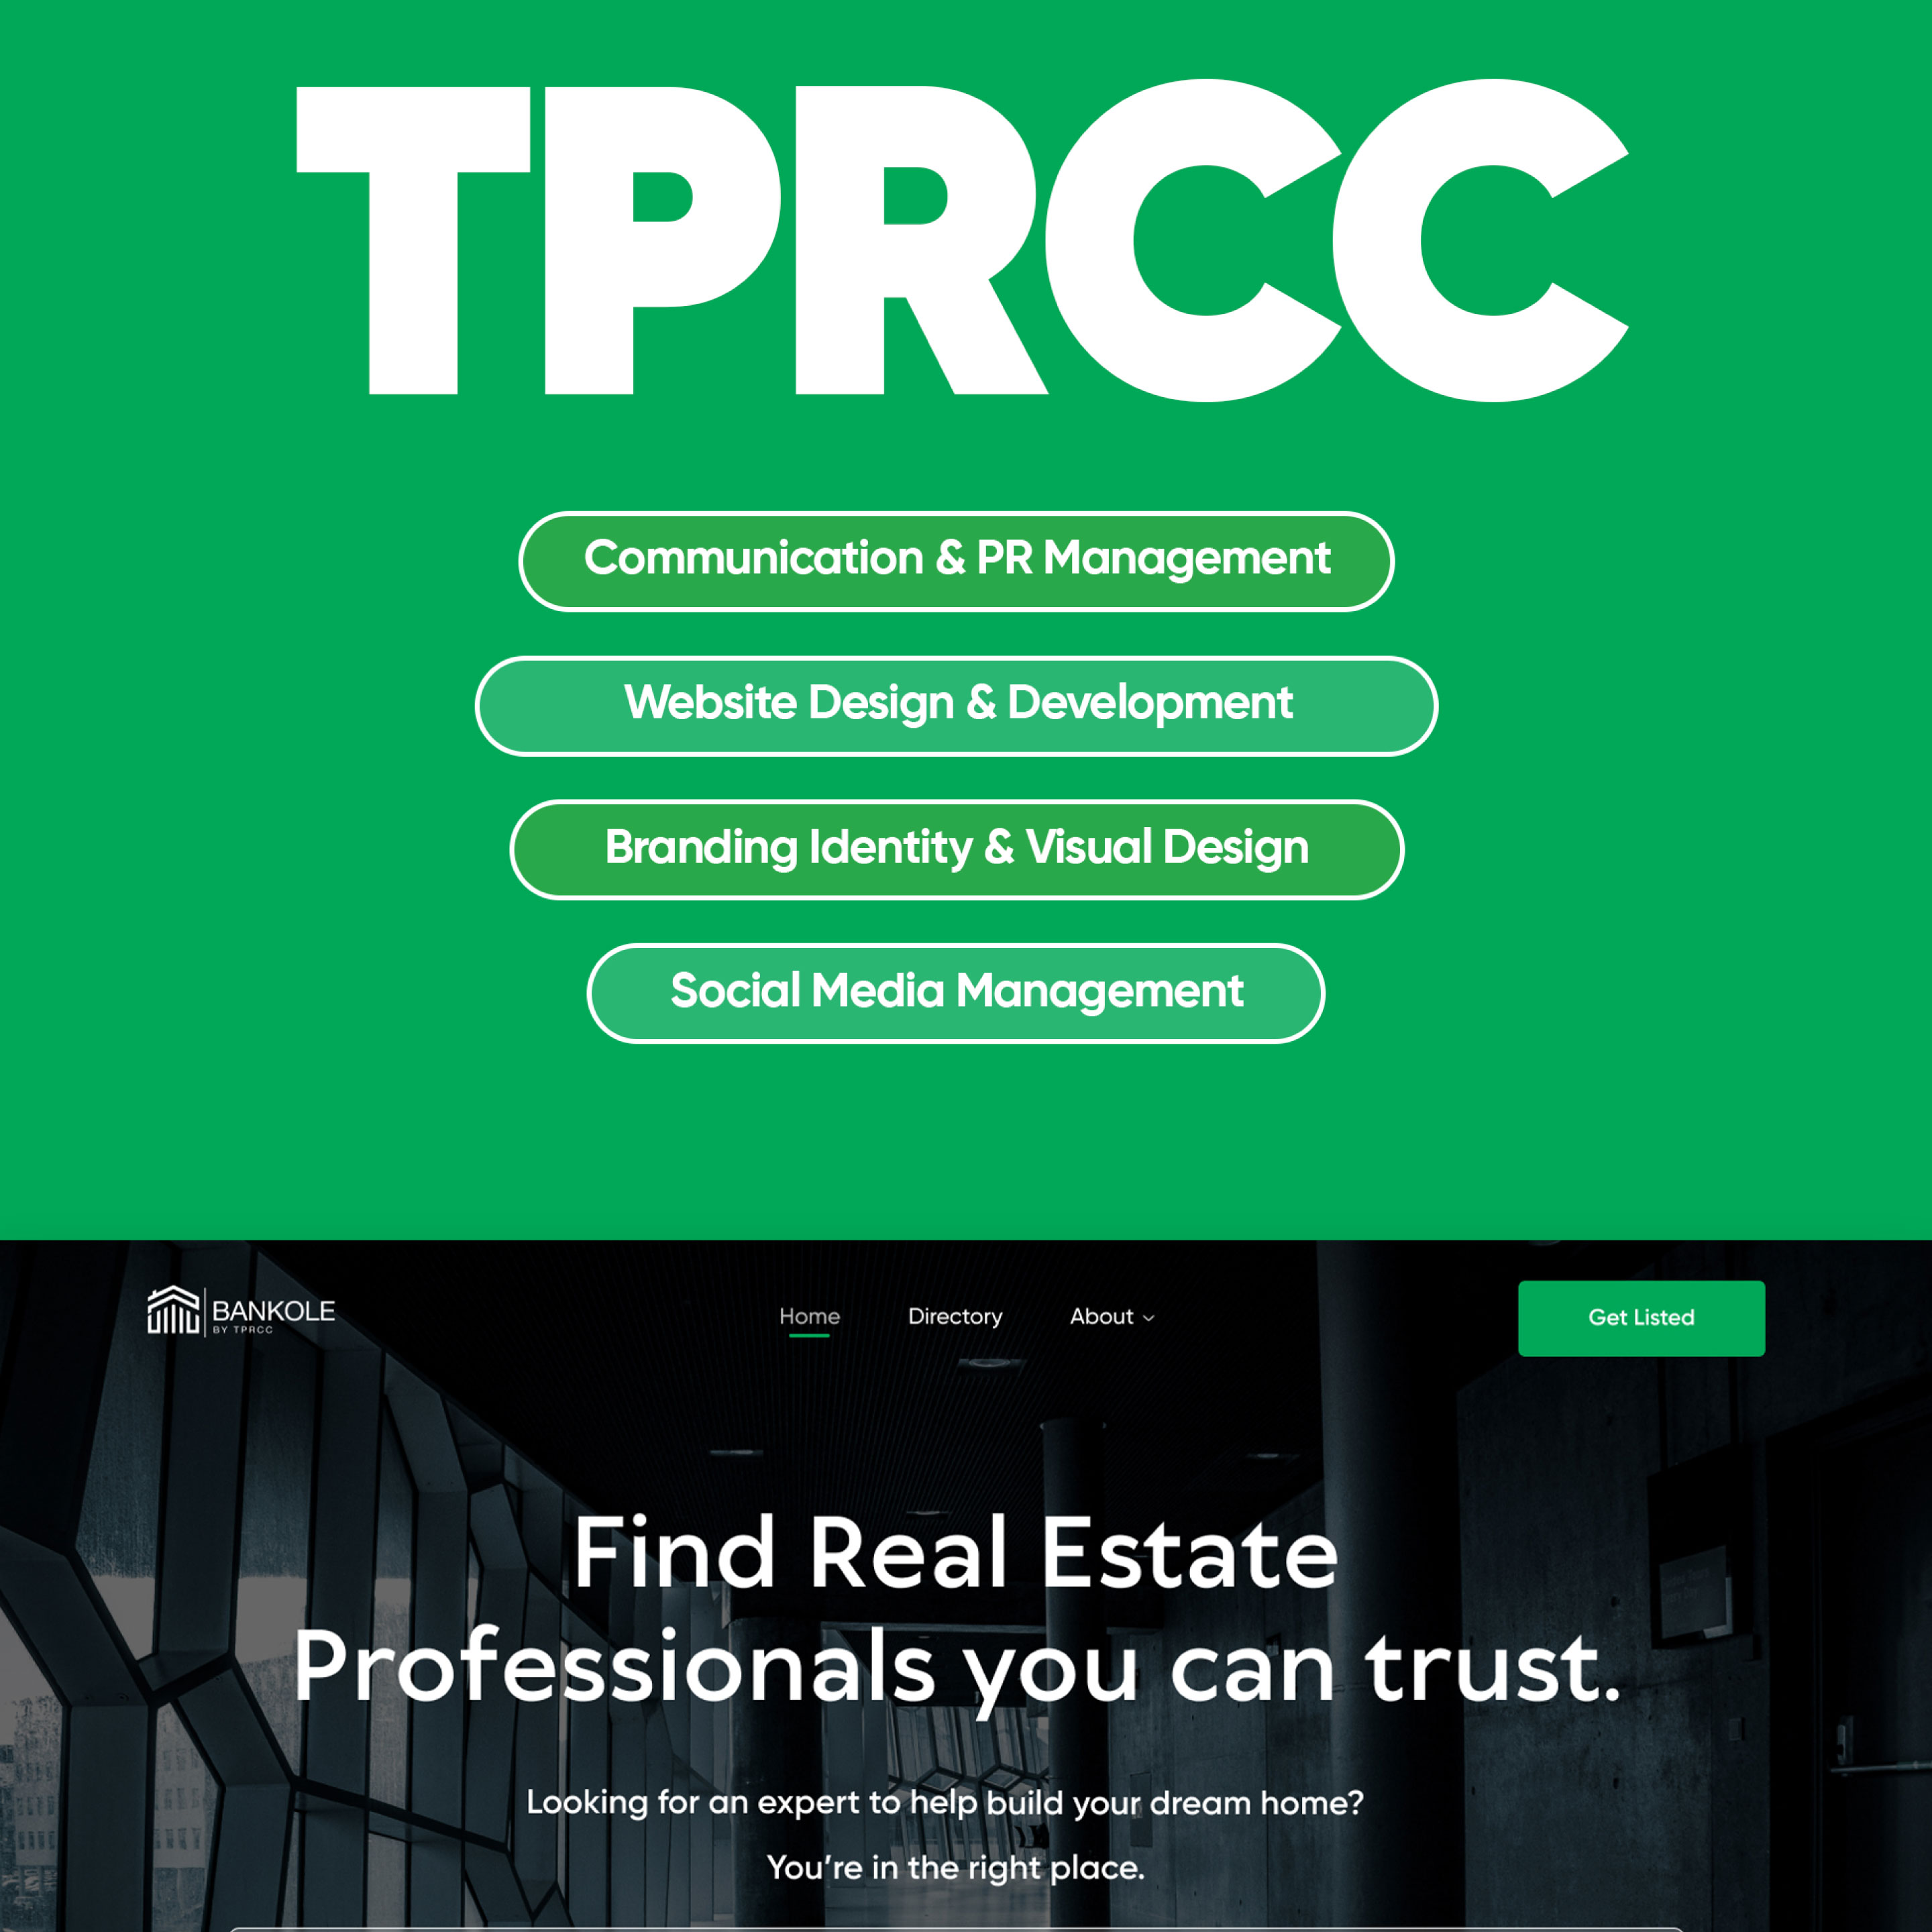 TPRCC
Communication & PR Management
Website Design & Development
Branding Identity & Visual Design
Social Media Management
BANKOLE
BY TPRCC
Home
Directory
About
Get Listed
Find Real Estate
Professionals you can trust.
Looking for an expert to help build your dream home?
You’re in the right place.